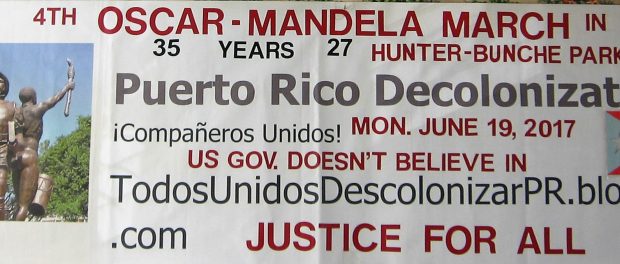 4TH OSCAR-MANDELA MARCH IN
35 YEARS 27 HUNTER-BUNCHE PARK
Puerto Rico Decolonizat
¡Compañeros Unidos! MON. JUNE 19, 2017
US GOV. DOESN'T BELIEVE IN
TodosUnidosDescolonizarPR.blo
.com JUSTICE FOR ALL